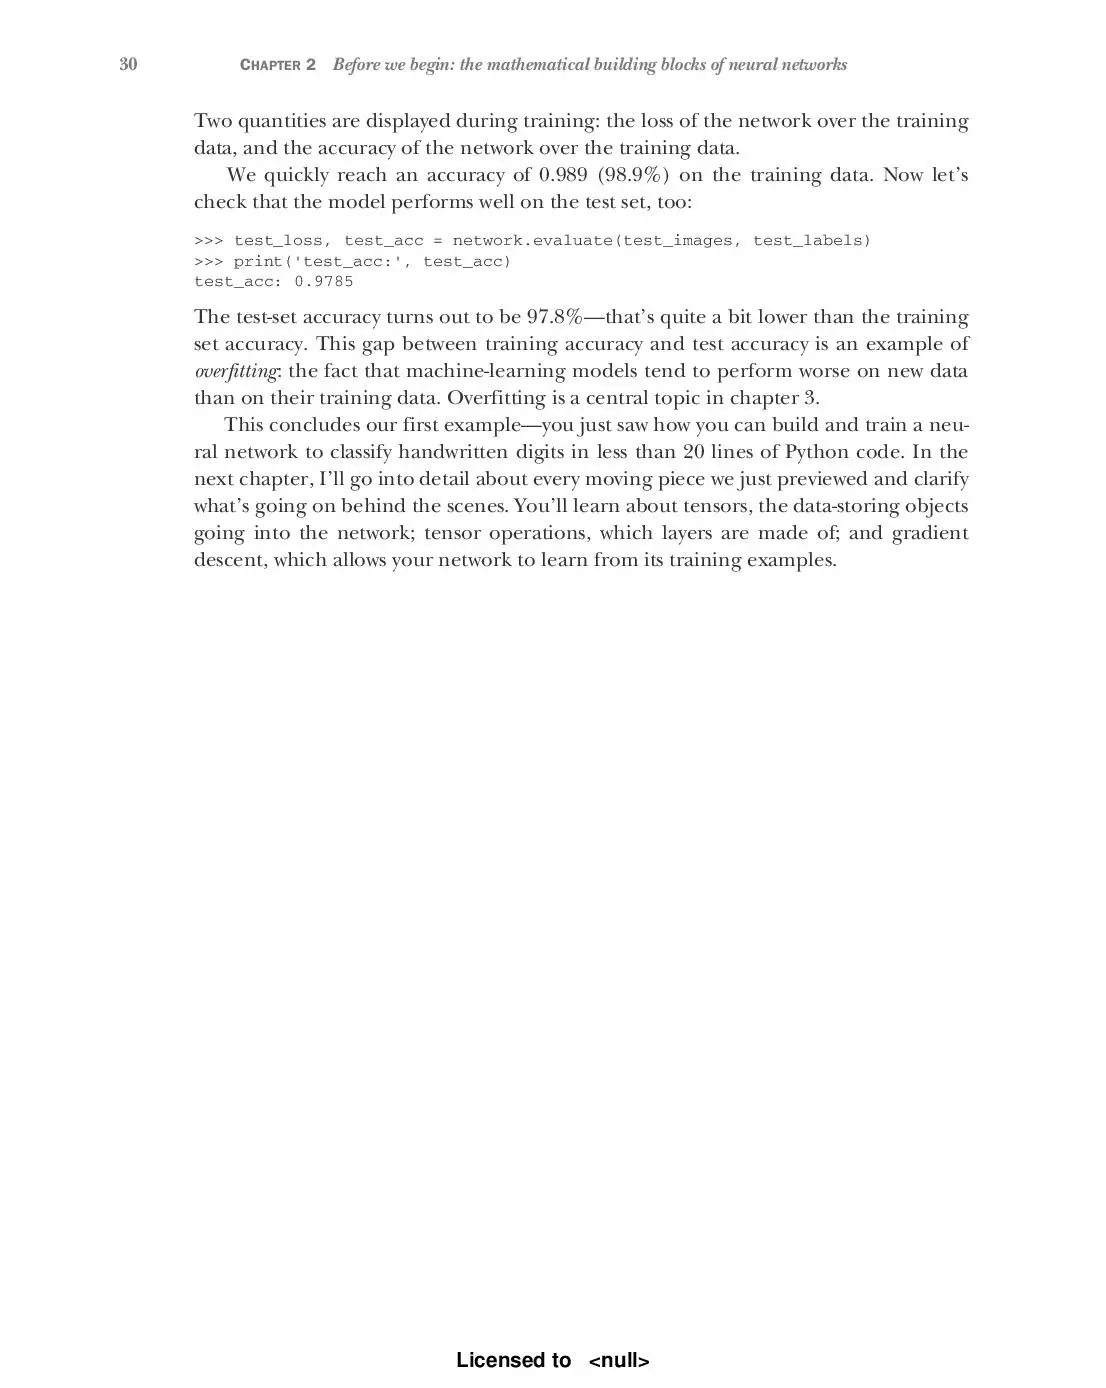 30 CHAPTER 2 Before we begin: the mathematical building blocks of neural networks
Two quantities are displayed during training: the loss of the network over the training
data, and the accuracy of the network over the training data.
We quickly reach an accuracy of 0.989 (98.9%) on the training data. Now let’s
check that the model performs well on the test set, too:
>>> test_loss, test_acc = network.evaluate(test_images, test_labels)
>>> print('test_acc:', test_acc)
test_acc: 0.9785
The test-set accuracy turns out to be 97.8%—that’s quite a bit lower than the training
set accuracy. This gap between training accuracy and test accuracy is an example of
overfitting: the fact that machine-learning models tend to perform worse on new data
than on their training data. Overfitting is a central topic in chapter 3.
This concludes our first example—you just saw how you can build and train a neu-
ral network to classify handwritten digits in less than 20 lines of Python code. In the
next chapter, I’ll go into detail about every moving piece we just previewed and clarify
what’s going on behind the scenes. You’ll learn about tensors, the data-storing objects
going into the network; tensor operations, which layers are made of; and gradient
descent, which allows your network to learn from its training examples.
Licensed to <null>